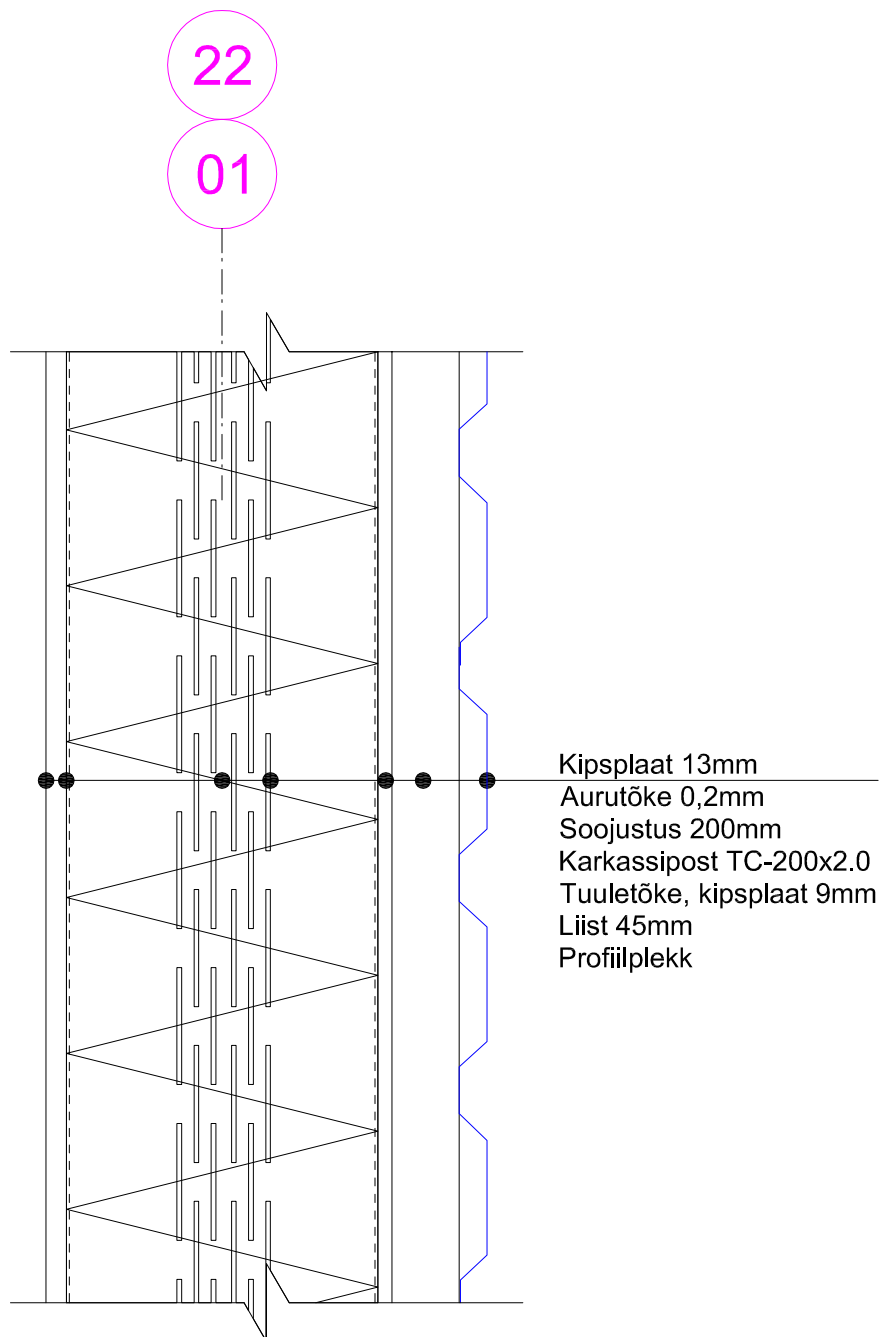 22
01
Kipsplaat 13mm
Aurutõke 0,2mm
Soojustus 200mm
Karkassipost TC-200x2.0
Tuuletõke, kipsplaat 9mm
Liist 45mm
Profiilplekk